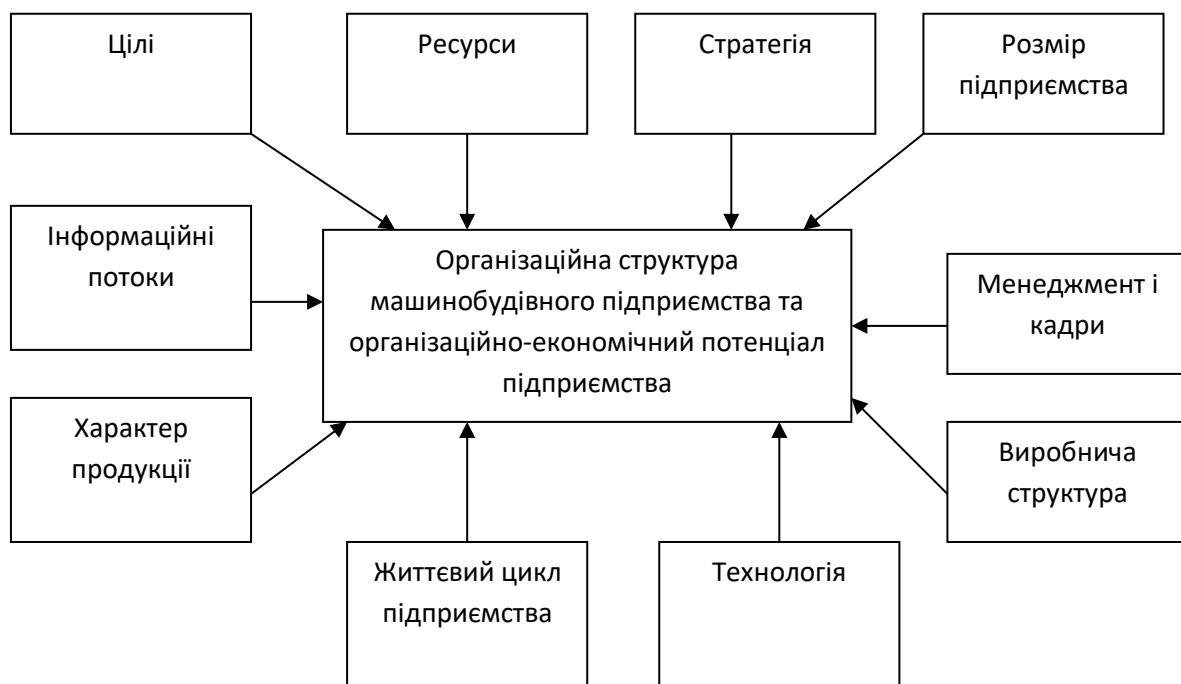 Цілі
Ресурси
Стратегія
Розмір
підприємства
Інформаційні
потоки
Організаційна структура
машинобудівного підприємства та
організаційно-економічний потенціал
підприємства
Менеджмент і
кадри
Характер
продукції
Виробнича
структура
Життєвий цикл
підприємства
Технологія